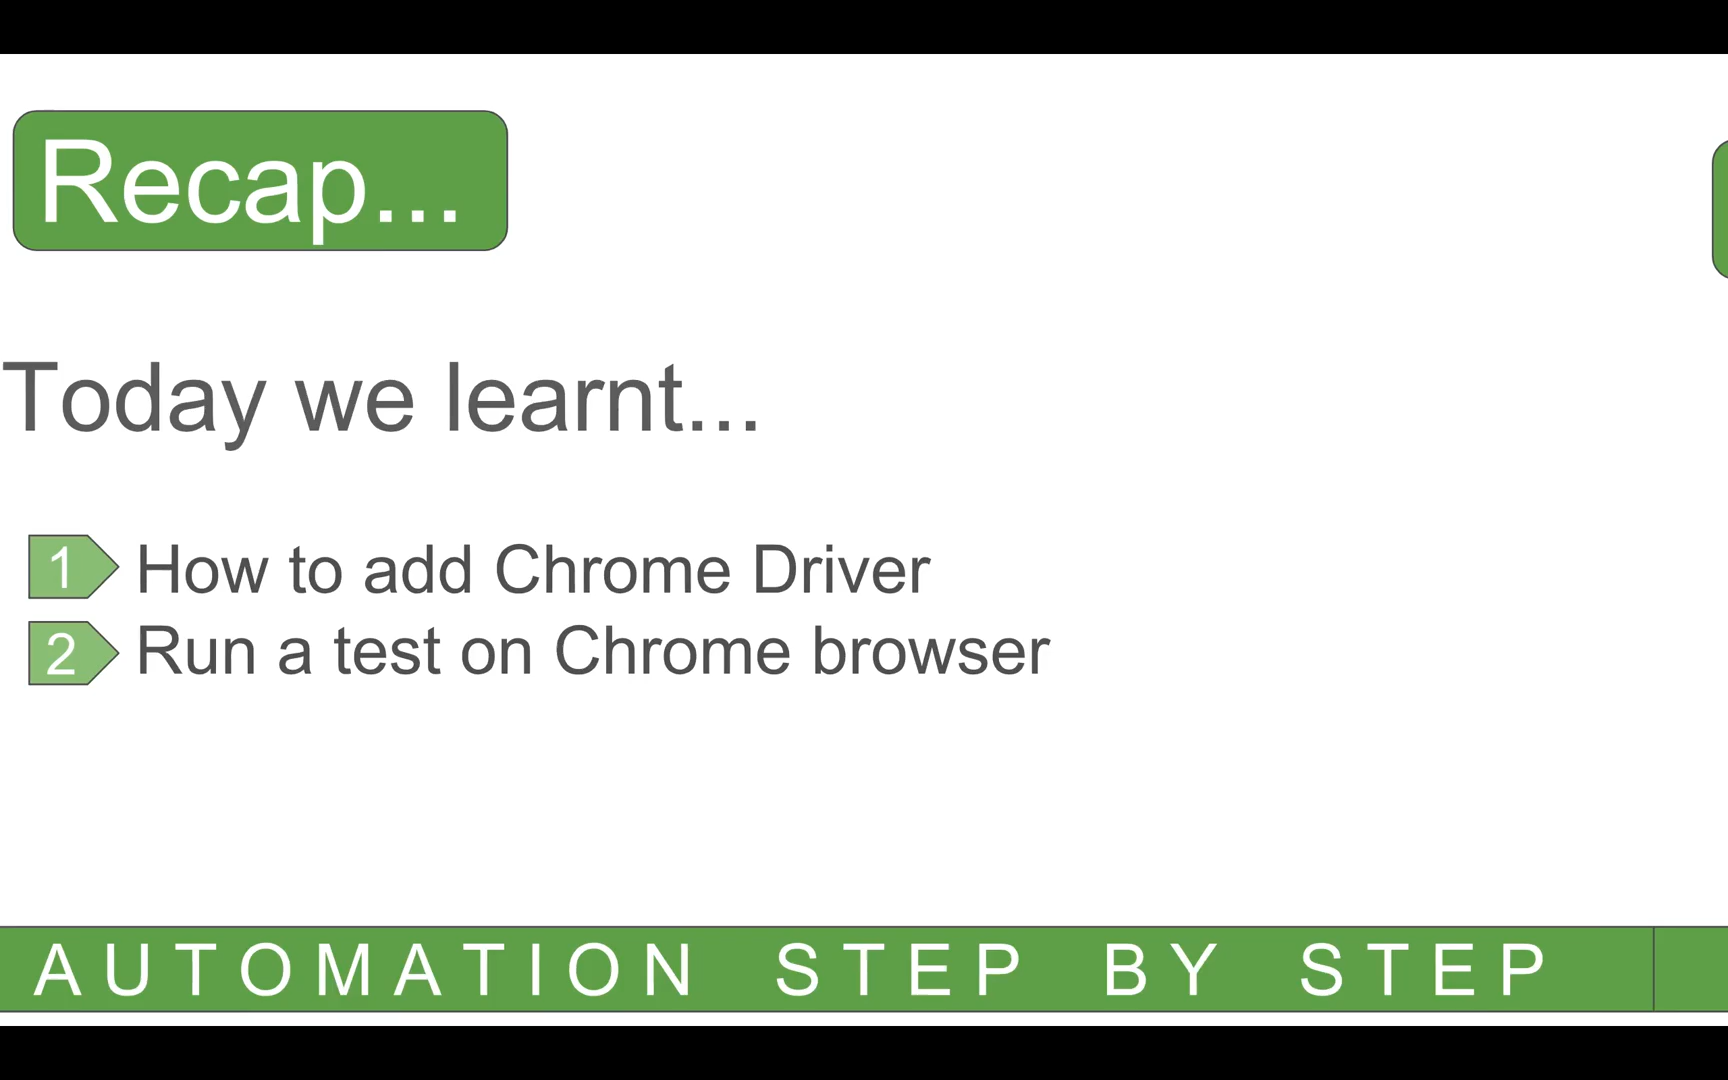 Recap...
Today we learnt...
1 How to add Chrome Driver
2 Run a test on Chrome browser
AUTOMATION STEP BY STEP